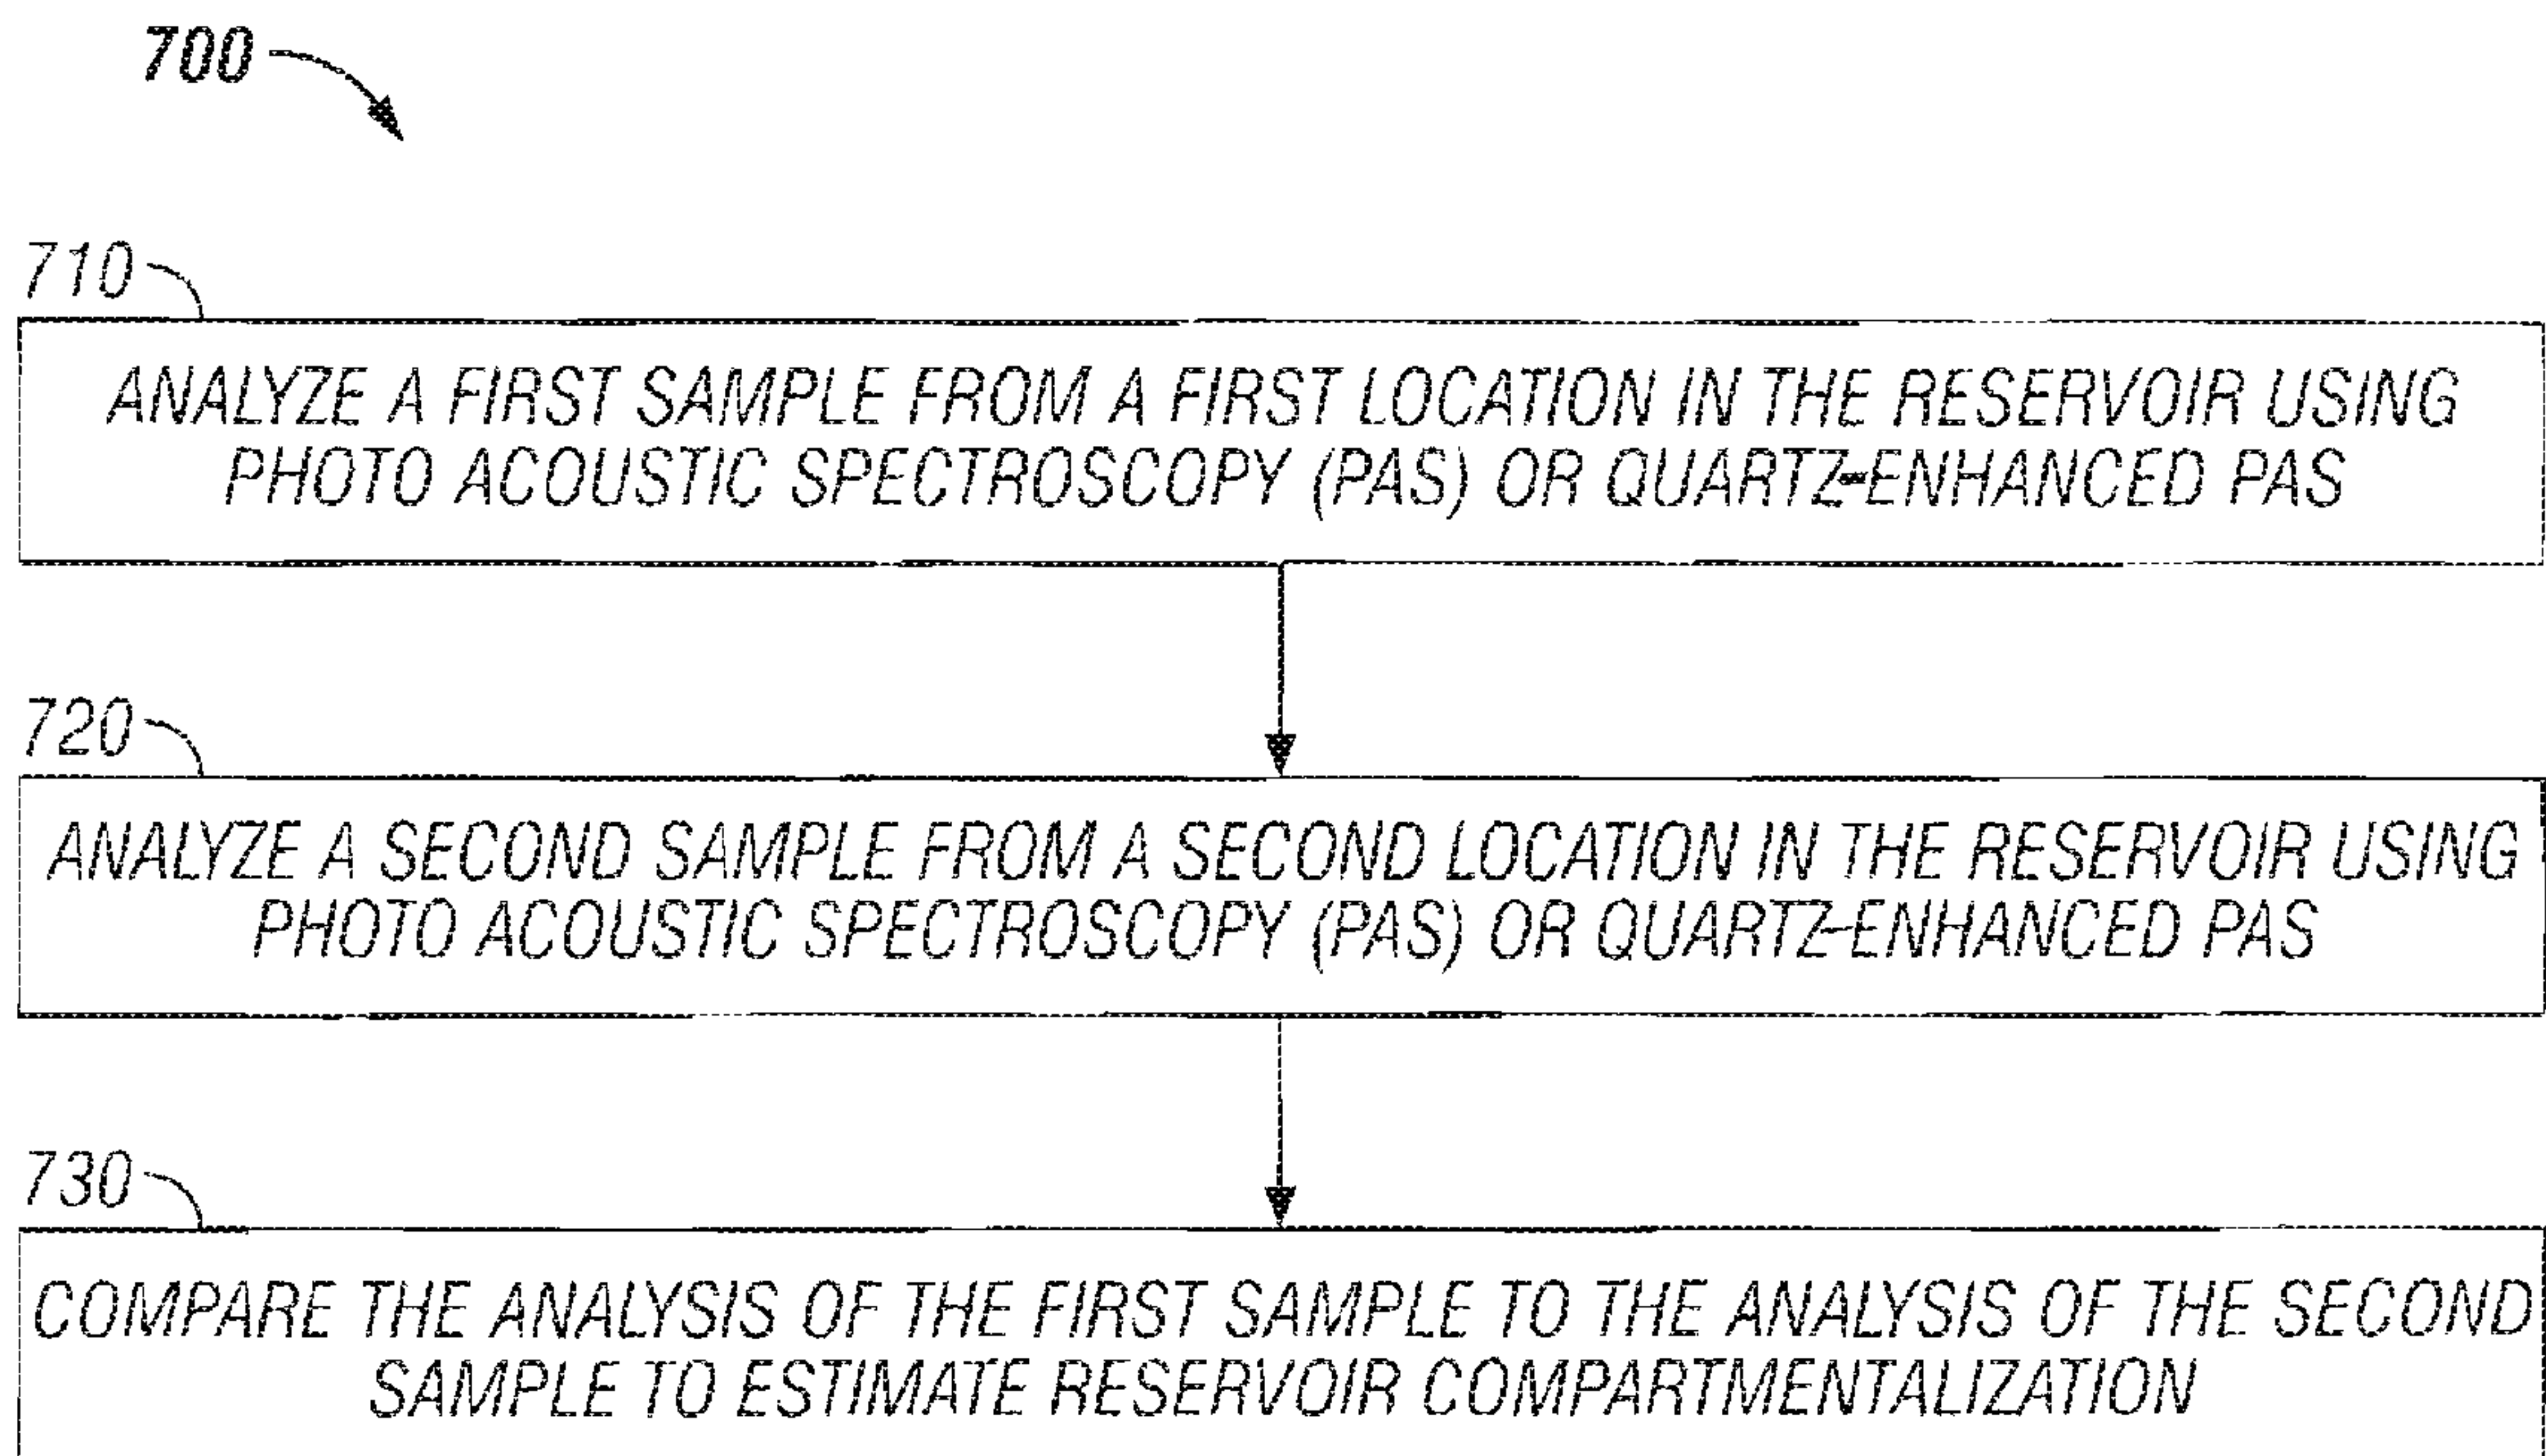 700
710
ANALYZE A FIRST SAMPLE FROM A FIRST LOCATION IN THE RESERVOIR USING
PHOTO ACOUSTIC SPECTROSCOPY (PAS) OR QUARTZ-ENHANCED PAS
720
ANALYZE A SECOND SAMPLE FROM A SECOND LOCATION IN THE RESERVOIR USING
PHOTO ACOUSTIC SPECTROSCOPY (PAS) OR QUARTZ-ENHANCED PAS
730
COMPARE THE ANALYSIS OF THE FIRST SAMPLE TO THE ANALYSIS OF THE SECOND
SAMPLE TO ESTIMATE RESERVOIR COMPARTMENTALIZATION